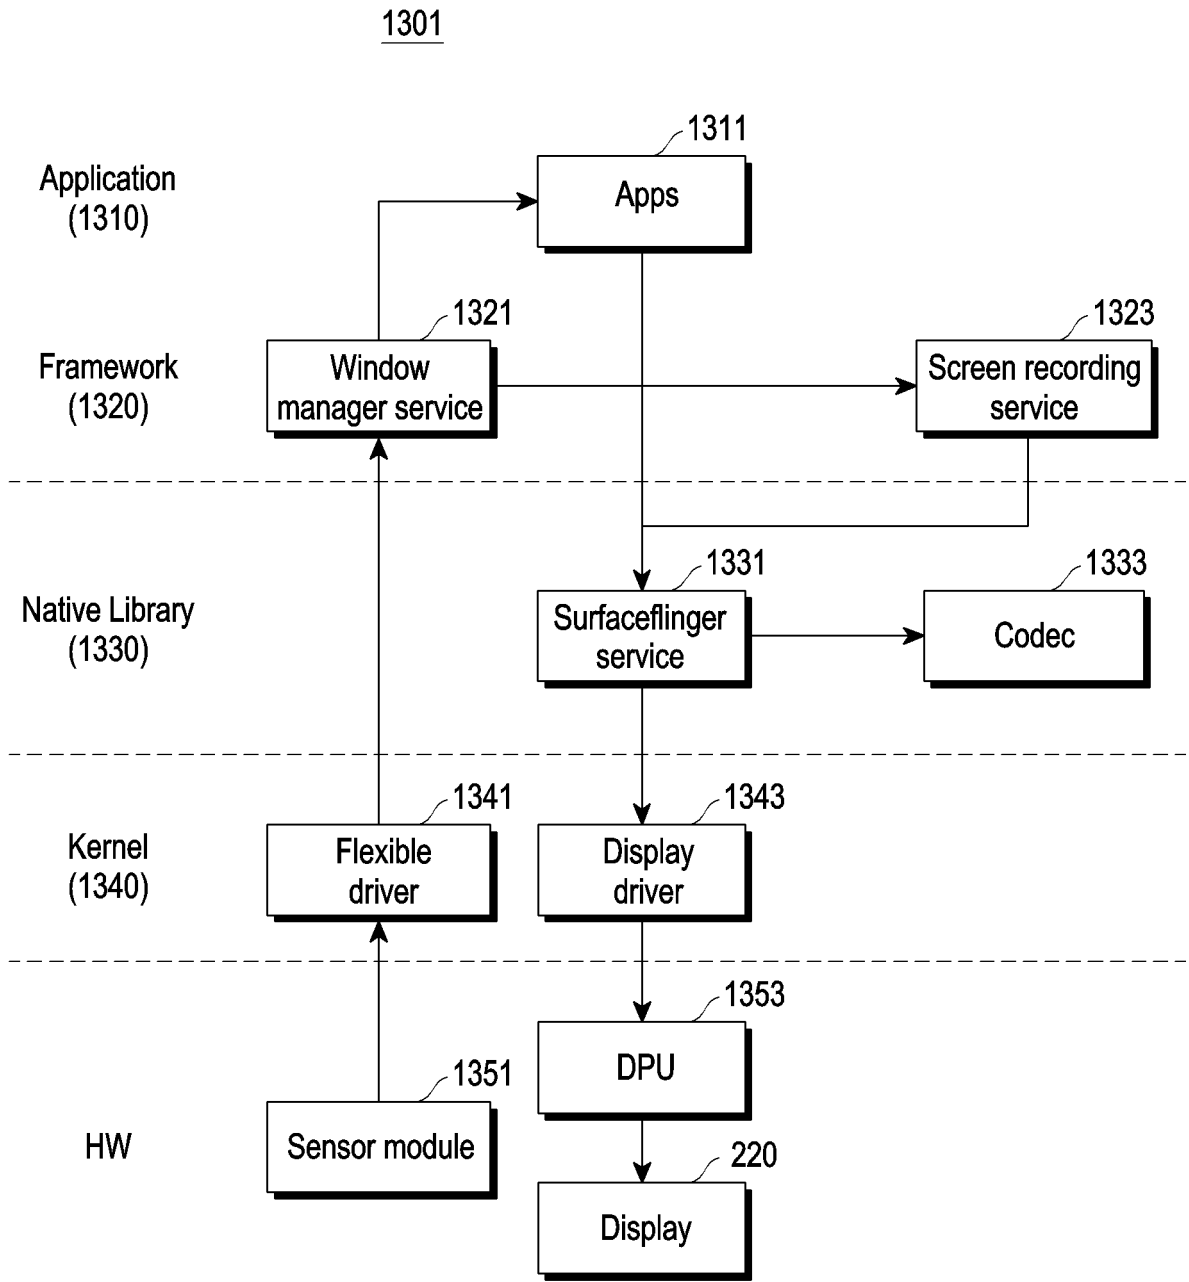 1301
1311
Application
(1310)
Apps
1321
1323
Framework
(1320)
Window
manager service
Screen recording
service
1331
1333
Native Library
(1330)
Surfaceflinger
service
Codec
1341
1343
Kernel
(1340)
Flexible
driver
Display
driver
1353
DPU
1351
HW
Sensor module
220
Display